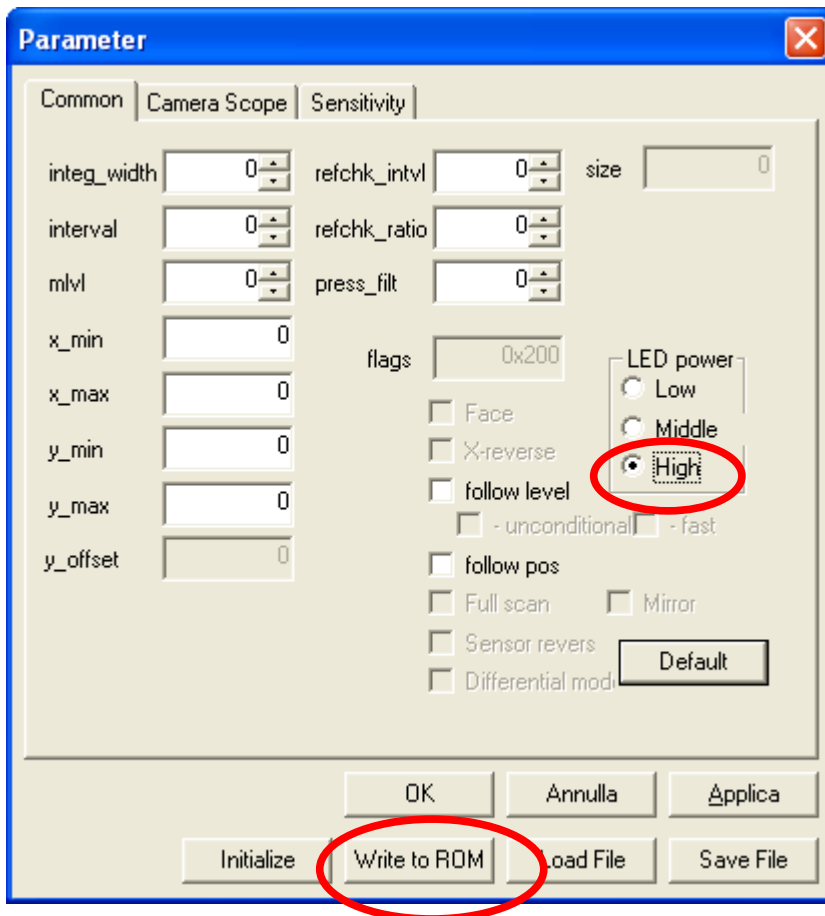 Parameter
Common Camera Scope Sensitivity
integ_width 0 refchk_intvl 0 size 0
interval 0 refchk_ratio 0
mlvl 0 press_filt 0
x_min 0
flags 0x200 LED power
x_max 0 Face Low
y_min 0 X-reverse Middle
follow level High
y_max 0 - unconditional - fast
y_offset 0 follow pos
Full scan Mirror
Sensor revers Default
Differential mod
OK Annulla Applica
Initialize Write to ROM Load File Save File